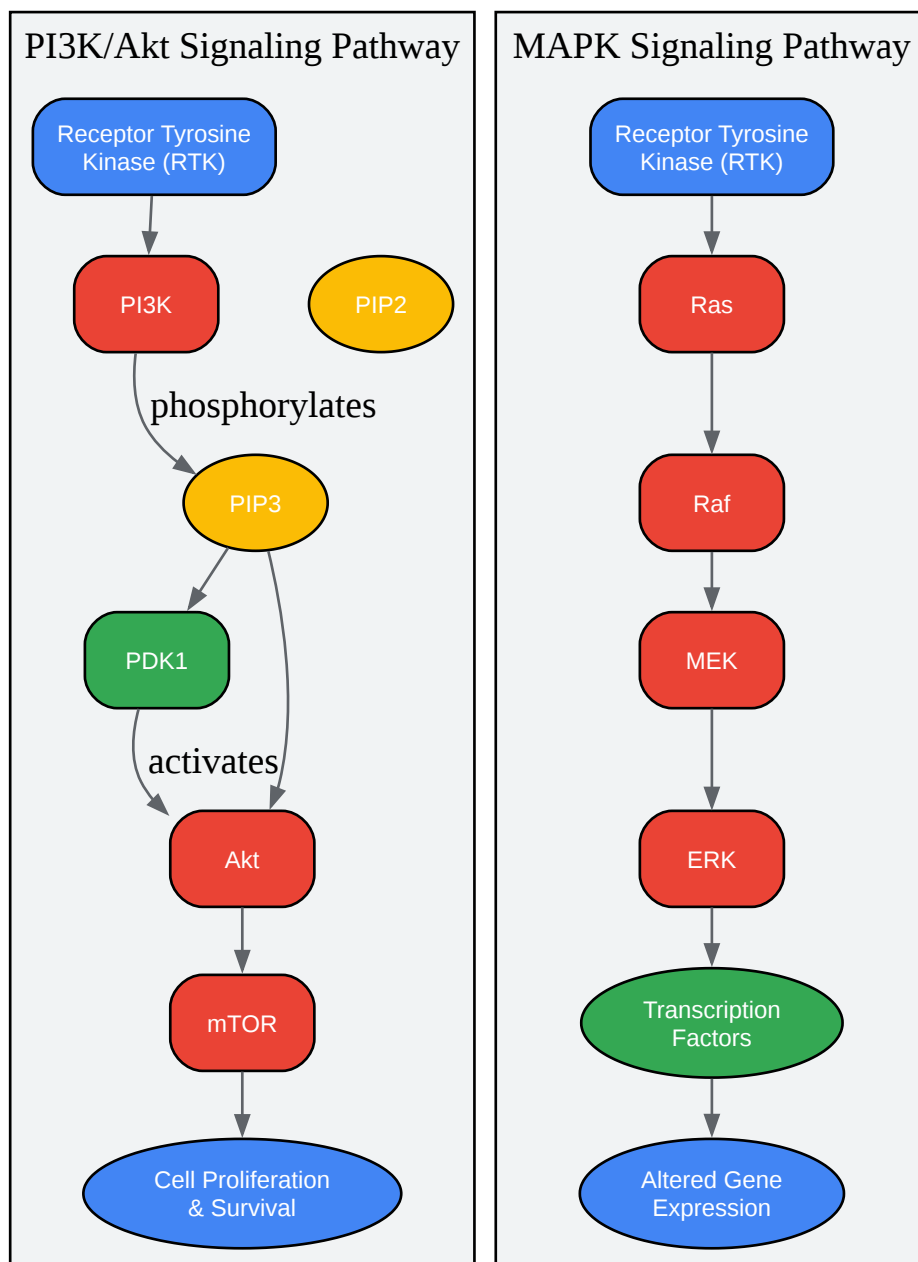 PI3K/Akt Signaling Pathway
Receptor Tyrosine
Kinase (RTK)
PI3K
PIP2
phosphorylates
PIP3
PDK1
activates
Akt
mTOR
Cell Proliferation
& Survival
MAPK Signaling Pathway
Receptor Tyrosine
Kinase (RTK)
Ras
Raf
MEK
ERK
Transcription
Factors
Altered Gene
Expression